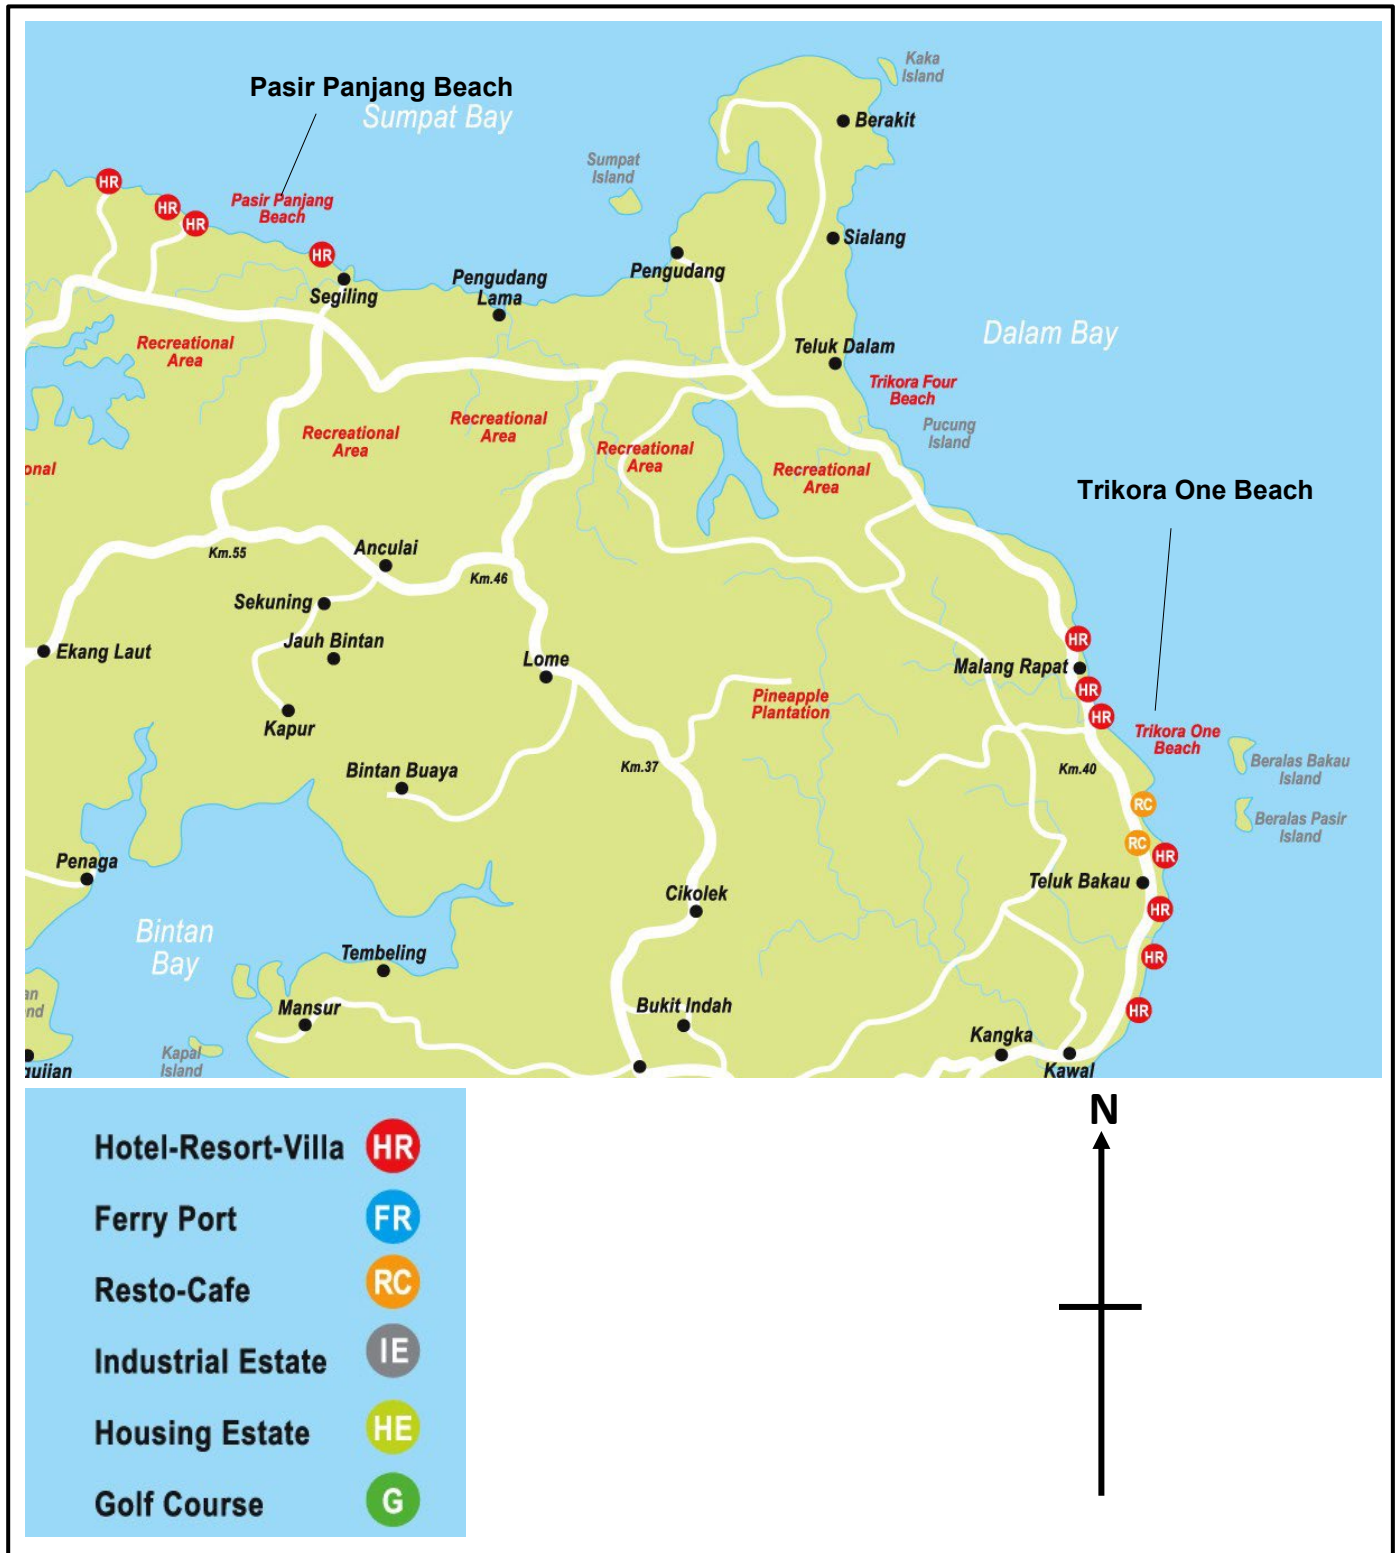 Kaka
Island
Pasir Panjang Beach
Sumpat Bay
Berakit
Sumpat
Island
HR
HR
HR
Pasir Panjang
Beach
HR
Sialang
Pengudang
Segiling
Pengudang
Lama
Dalam Bay
Recreational
Area
Teluk Dalam
Trikora Four
Beach
Pucung
Island
Recreational
Area
Recreational
Area
Recreational
Area
Recreational
Area
onal
Trikora One Beach
Km.55
Anculai
Km.46
Sekuning
Jauh Bintan
Ekang Laut
Lome
HR
Malang Rapat
HR
HR
Pineapple
Plantation
Kapur
Trikora One
Beach
Bintan Buaya
Km.37
Km.40
Beralas Bakau
Island
RC
Beralas Pasir
Island
RC
HR
Penaga
Teluk Bakau
Cikolek
HR
Bintan
Bay
Tembeling
HR
an
nd
Mansur
Bukit Indah
HR
Kangka
Kapal
Island
gujian
Kawal
Hotel-Resort-Villa HR
Ferry Port FR
Resto-Cafe RC
Industrial Estate IE
Housing Estate HE
Golf Course G
N